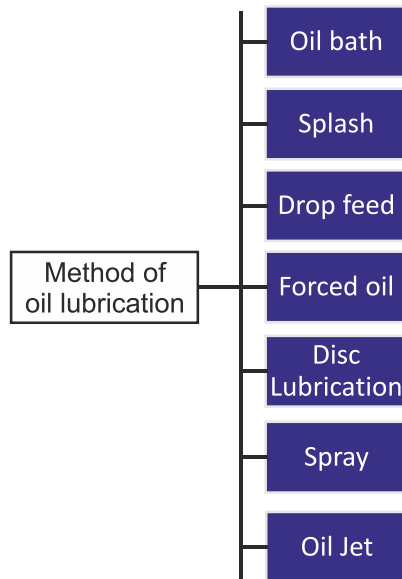 Oil bath
Splash
Drop feed
Method of
oil lubrication
Forced oil
Disc
Lubrication
Spray
Oil Jet